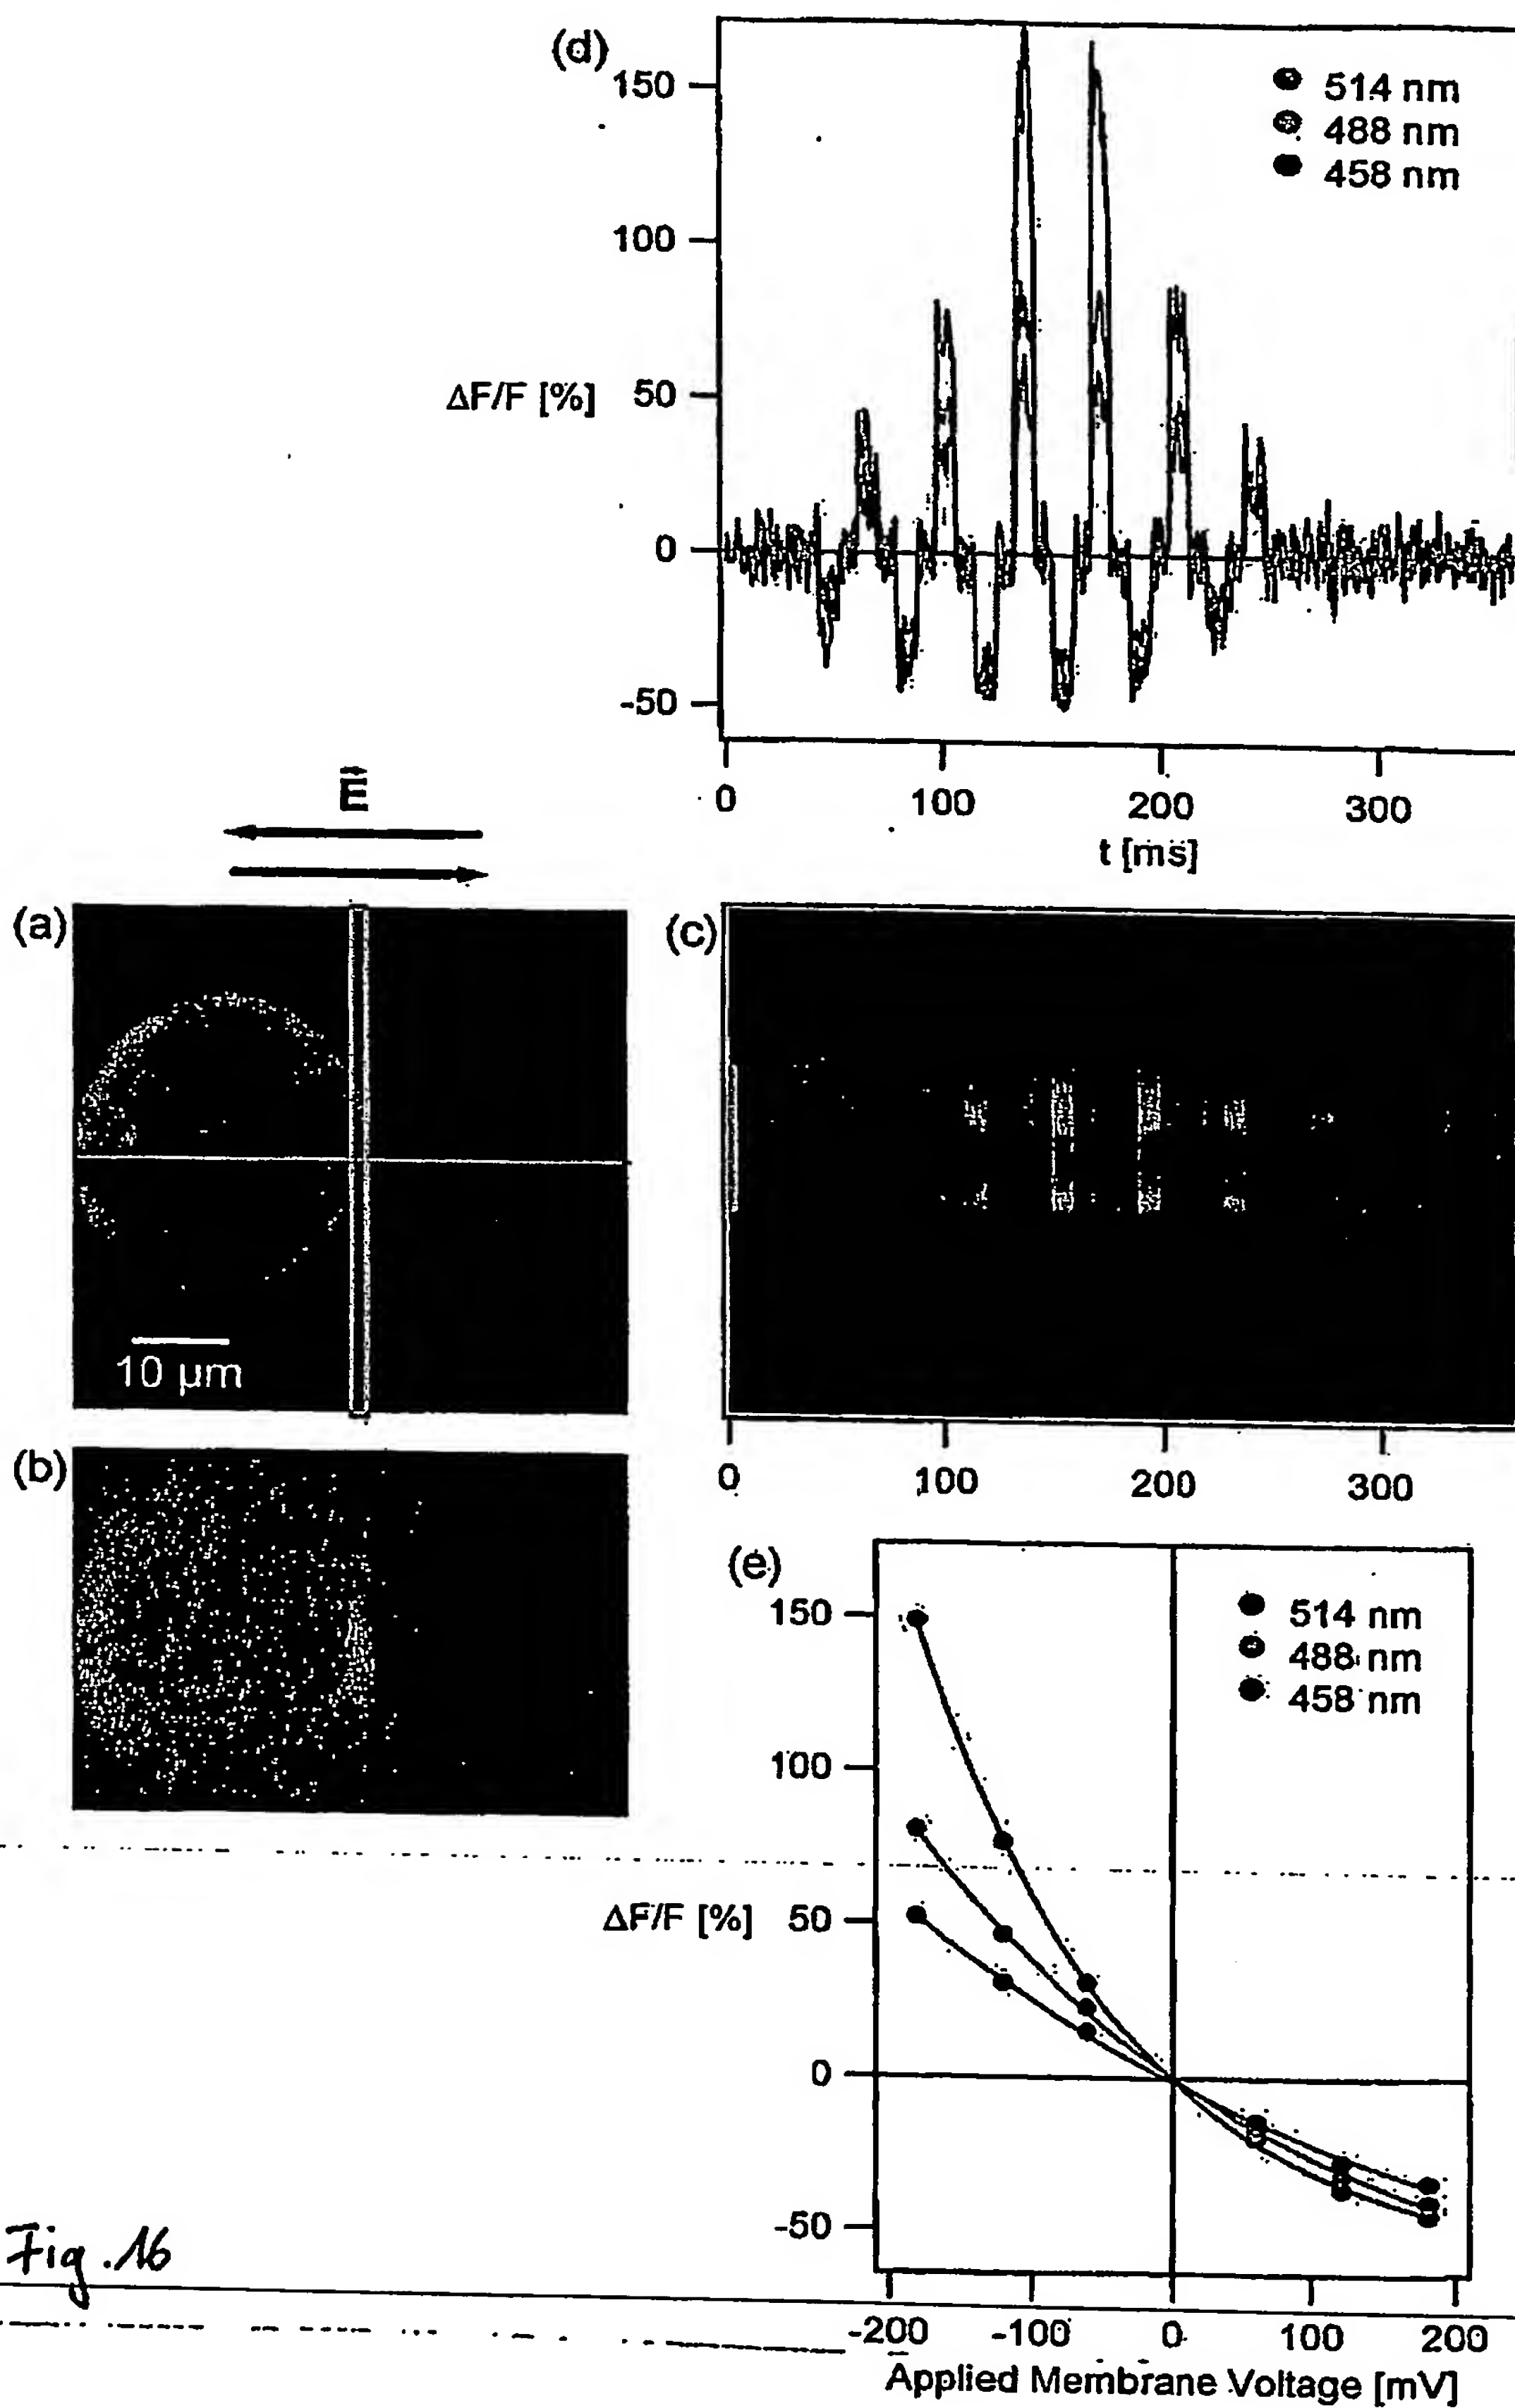 (d)
150
100
ΔF/F [%] 50
0
-50
514 nm
488 nm
458 nm
0 100 200 300
t [ms]
E
(a)
10 µm
(b)
(c)
0 100 200 300
(e)
150
100
ΔF/F [%] 50
0
-50
514 nm
488 nm
458 nm
-200 -100 0 100 200
Applied Membrane Voltage [mV]
Fig. 16